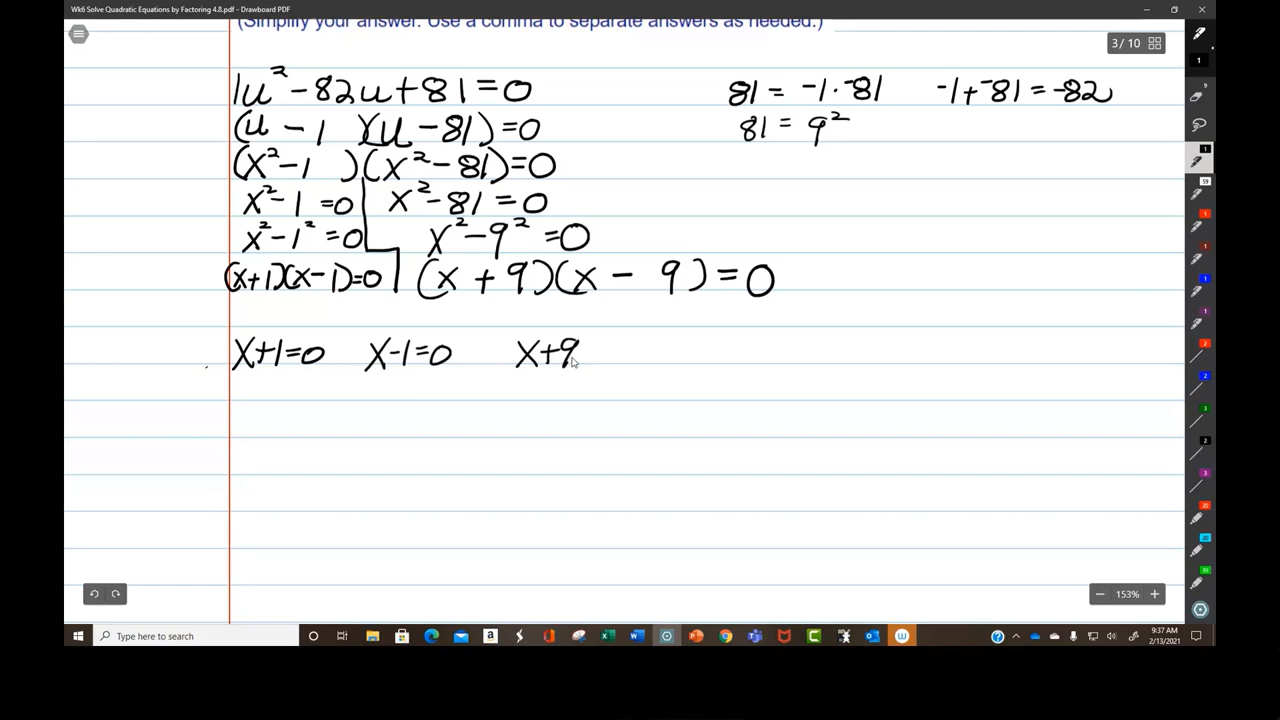 Wk6 Solve Quadratic Equations by Factoring 4.8.pdf - Drawboard PDF
(Simplify your answer. Use a comma to separate answers as needed.)
3 / 10
1u² - 82u + 81 = 0
81 = -1 · -81
-1 + -81 = -82
(u - 1 )(u - 81) = 0
81 = 9²
(x² - 1 )(x² - 81) = 0
x² - 1 = 0
x² - 81 = 0
x² - 1² = 0
x² - 9² = 0
(x+1)(x-1)=0
(x + 9)(x - 9) = 0
x+1=0
x-1=0
x+9
153%
Type here to search
9:37 AM
2/13/2021